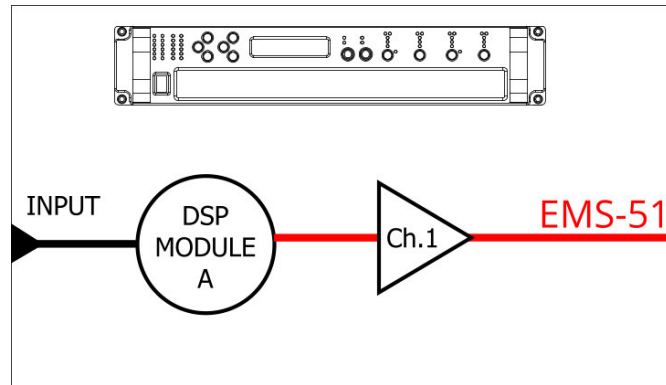 INPUT
DSP
MODULE
A
Ch.1
EMS-51